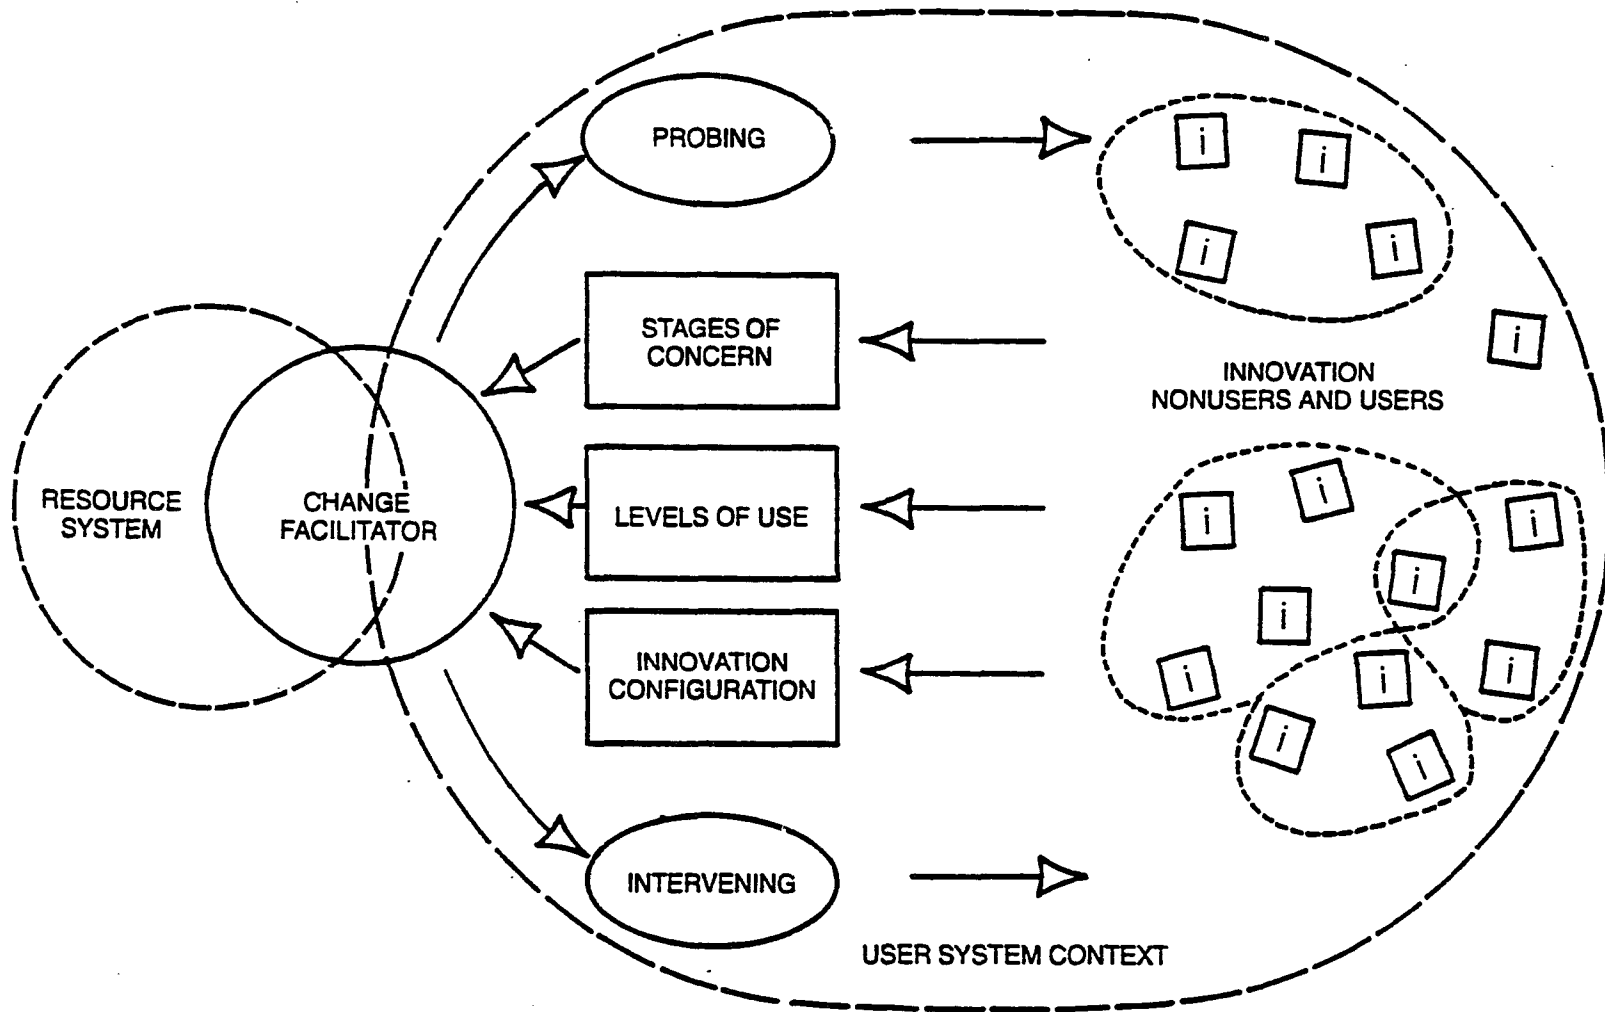 PROBING
i
i
i
i
STAGES OF
CONCERN
i
INNOVATION
NONUSERS AND USERS
RESOURCE
SYSTEM
CHANGE
FACILITATOR
LEVELS OF USE
i
i
i
i
i
i
i
i
i
i
INNOVATION
CONFIGURATION
INTERVENING
USER SYSTEM CONTEXT